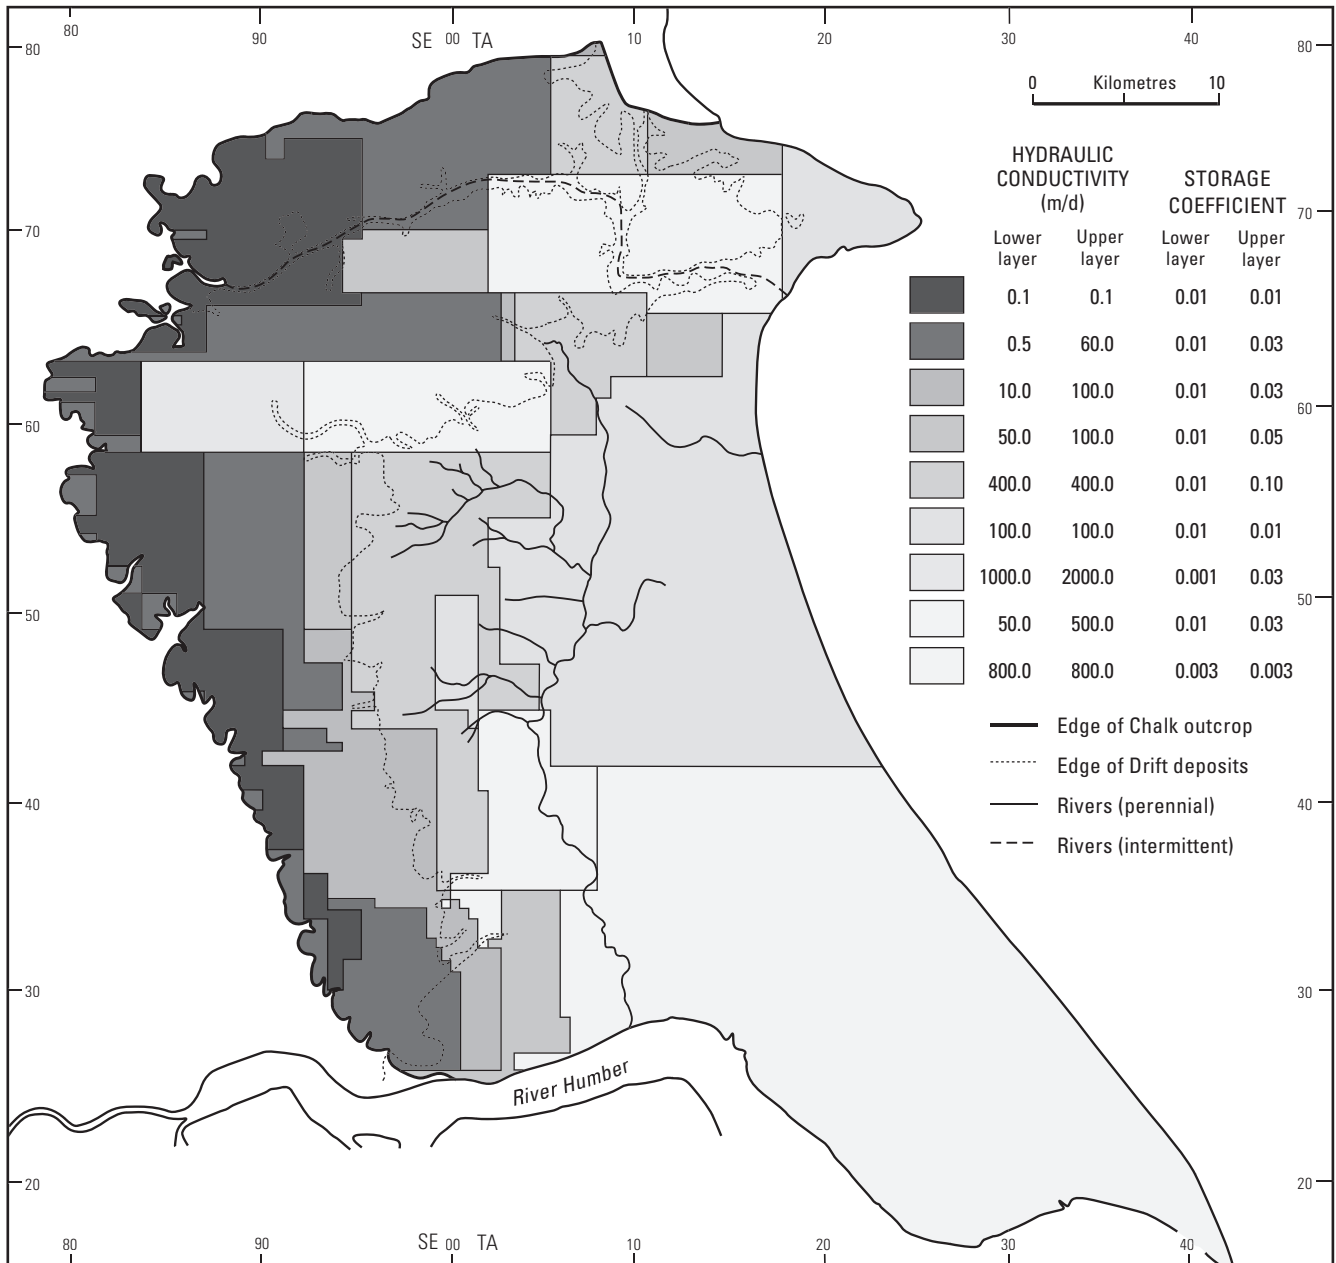 80 90 SE 00 TA 10 20 30 40
80 80
0 Kilometres 10
HYDRAULIC
CONDUCTIVITY
(m/d)
STORAGE
COEFFICIENT
70 70
Lower layer Upper layer Lower layer Upper layer
0.1 0.1 0.01 0.01
0.5 60.0 0.01 0.03
10.0 100.0 0.01 0.03
60 60
50.0 100.0 0.01 0.05
400.0 400.0 0.01 0.10
100.0 100.0 0.01 0.01
1000.0 2000.0 0.001 0.03
50 50
50.0 500.0 0.01 0.03
800.0 800.0 0.003 0.003
Edge of Chalk outcrop
Edge of Drift deposits
40 40
Rivers (perennial)
Rivers (intermittent)
30 30
River Humber
20 20
80 90 SE 00 TA 10 20 30 40